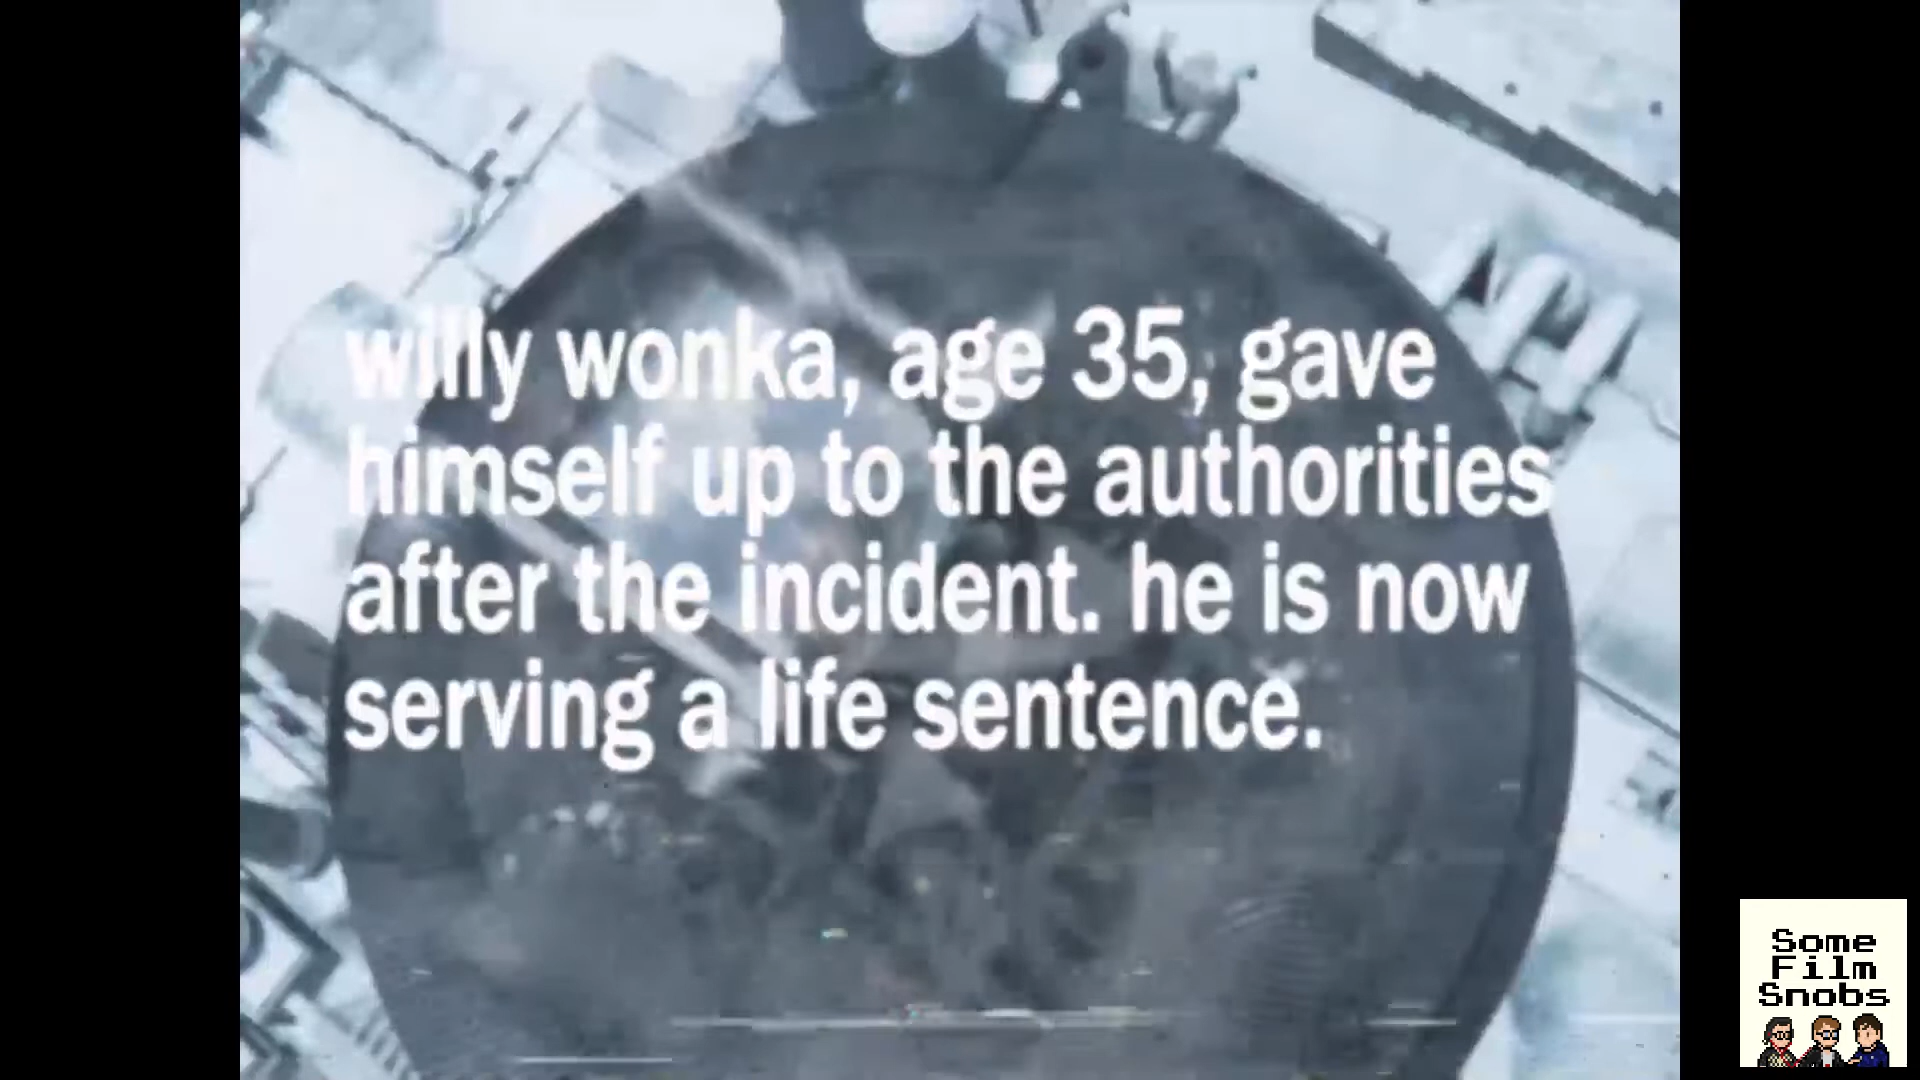 willy wonka, age 35, gave
himself up to the authorities
after the incident. he is now
serving a life sentence.
Some
Film
Snobs